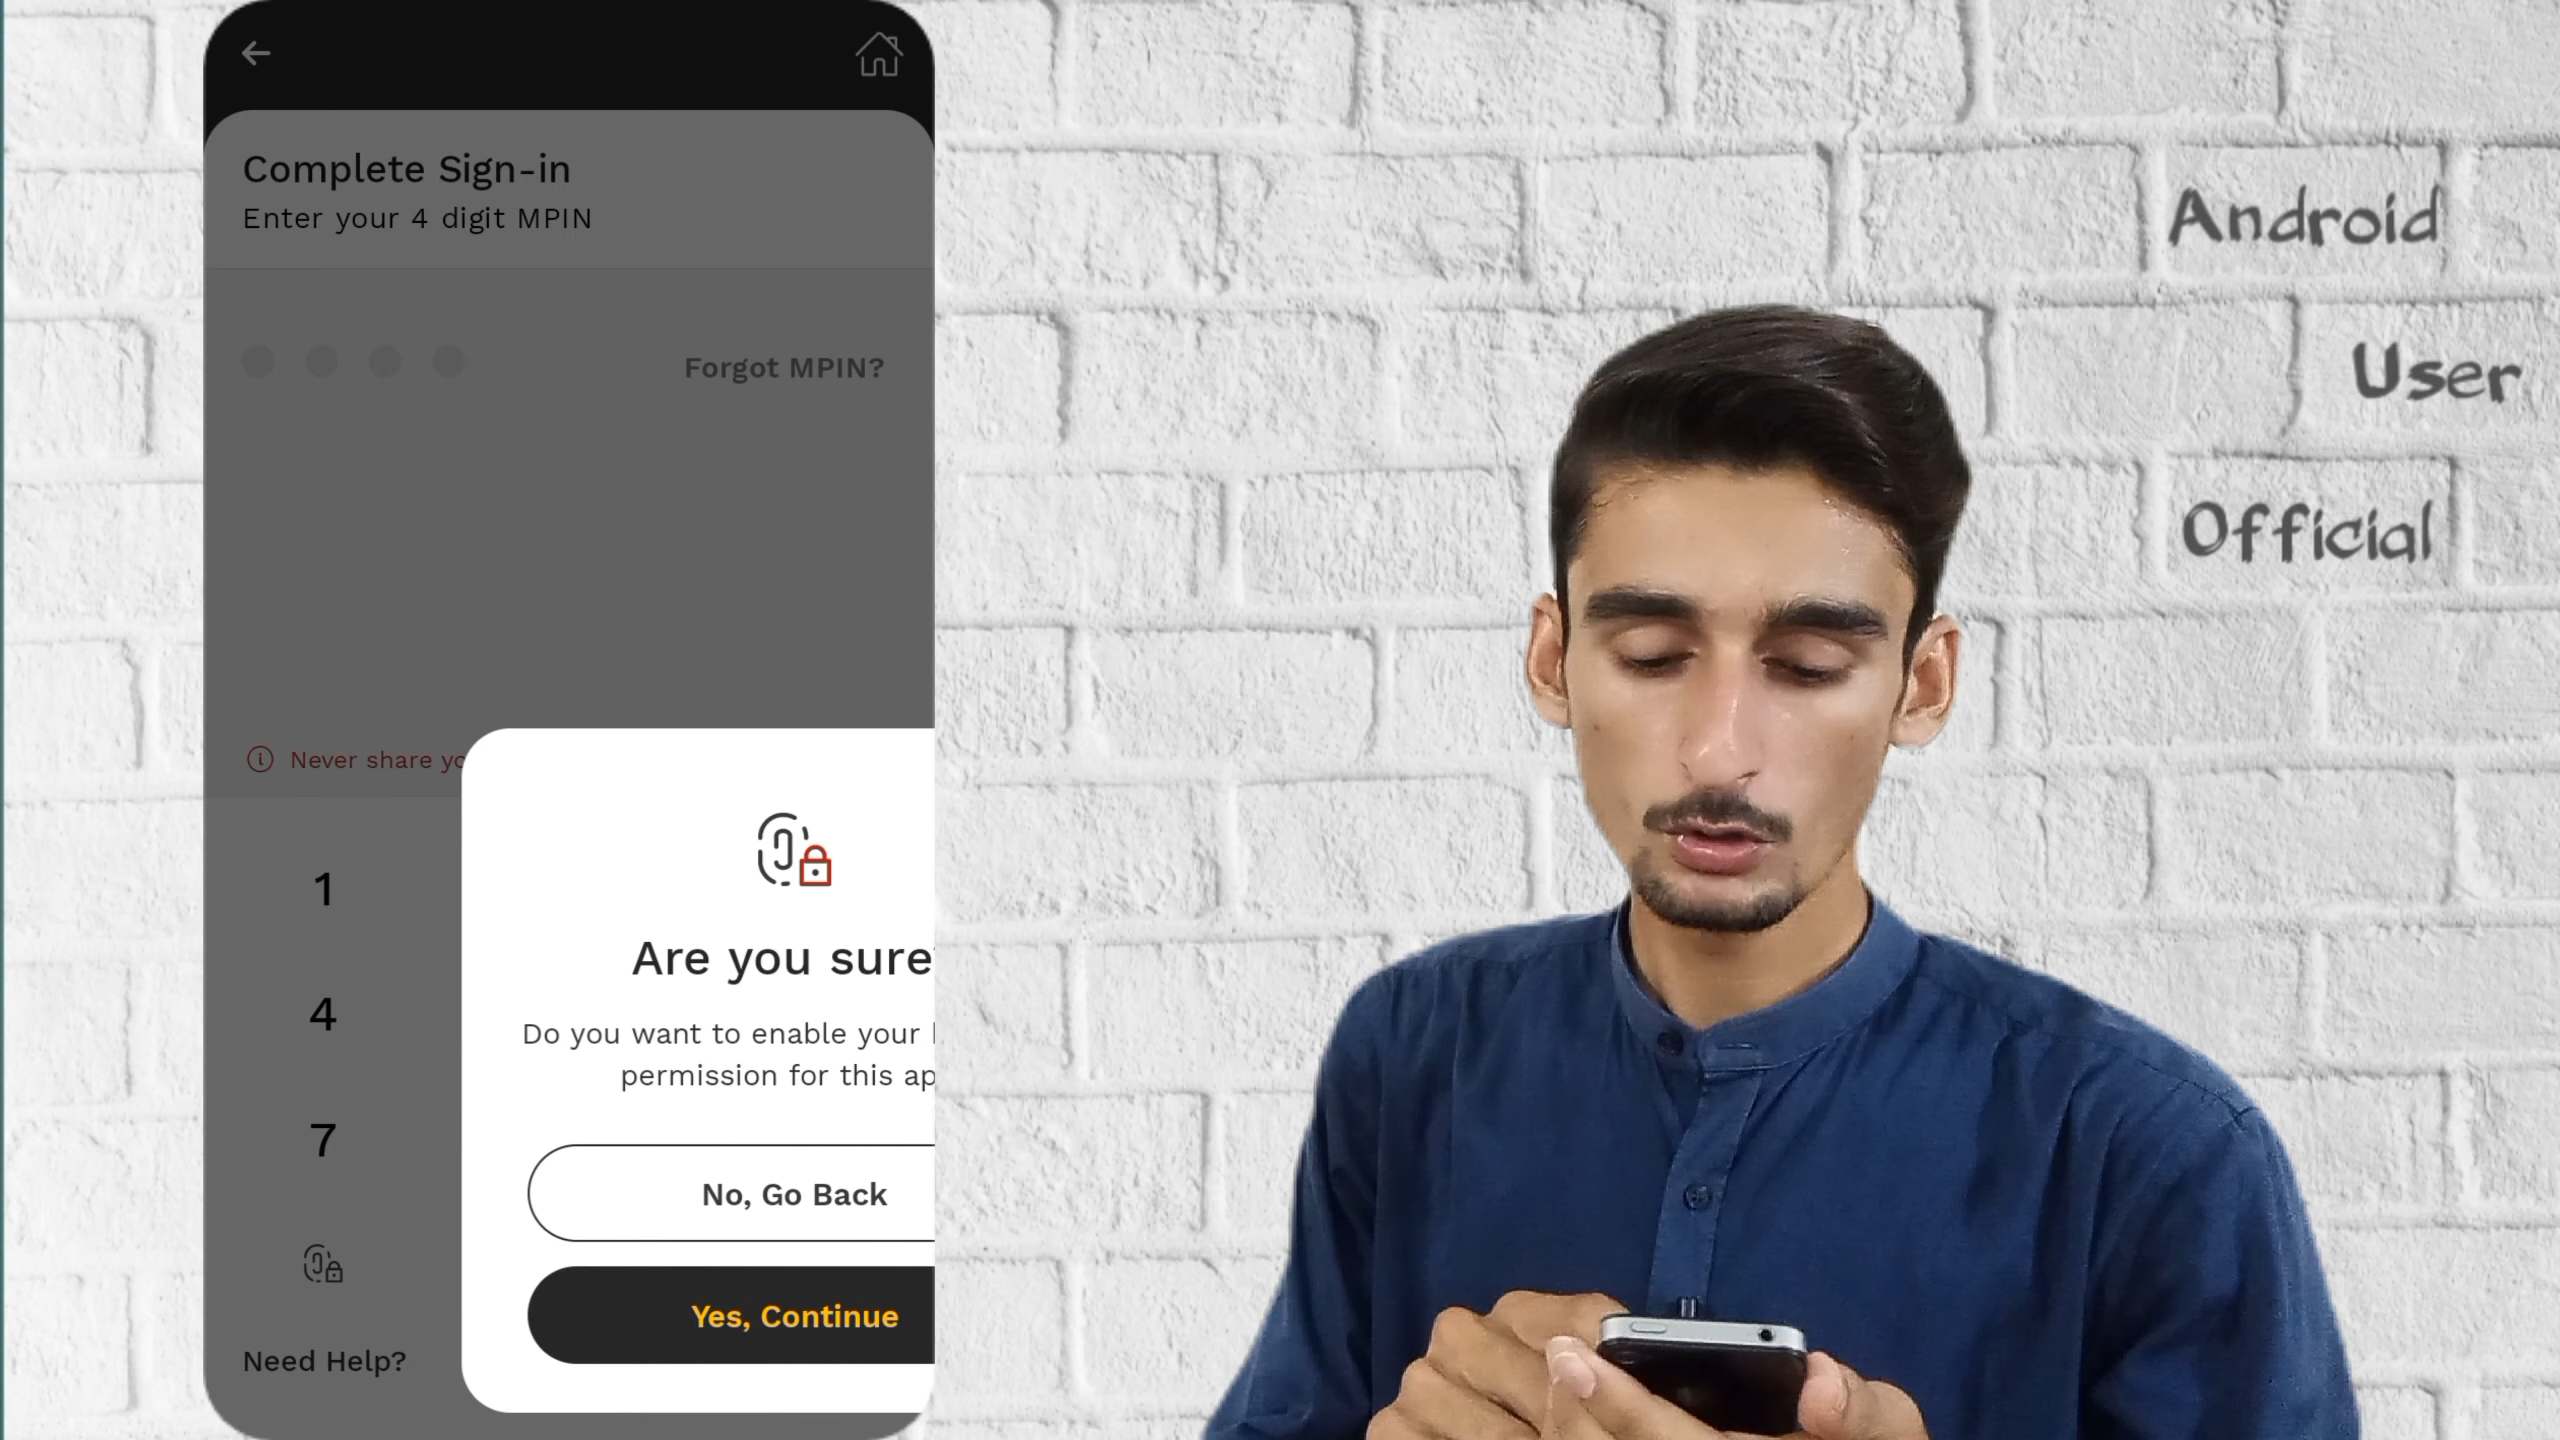 Complete Sign-in
Enter your 4 digit MPIN
Forgot MPIN?
Never share
1
4
7
Need Help?
Are you sure
Do you want to enable your
permission for this
No, Go Back
Yes, Continue
Android
User
Official